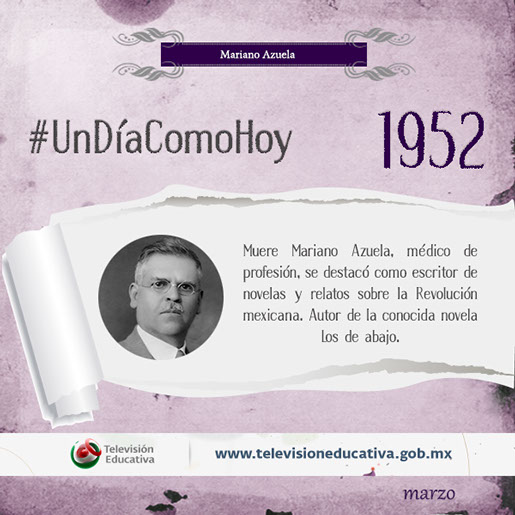 Mariano Azuela
#UnDíaComoHoy
1952
Muere Mariano Azuela, médico de
profesión, se destacó como escritor de
novelas y relatos sobre la Revolución
mexicana. Autor de la conocida novela
Los de abajo.
Televisión
Educativa
www.televisioneducativa.gob.mx
marzo